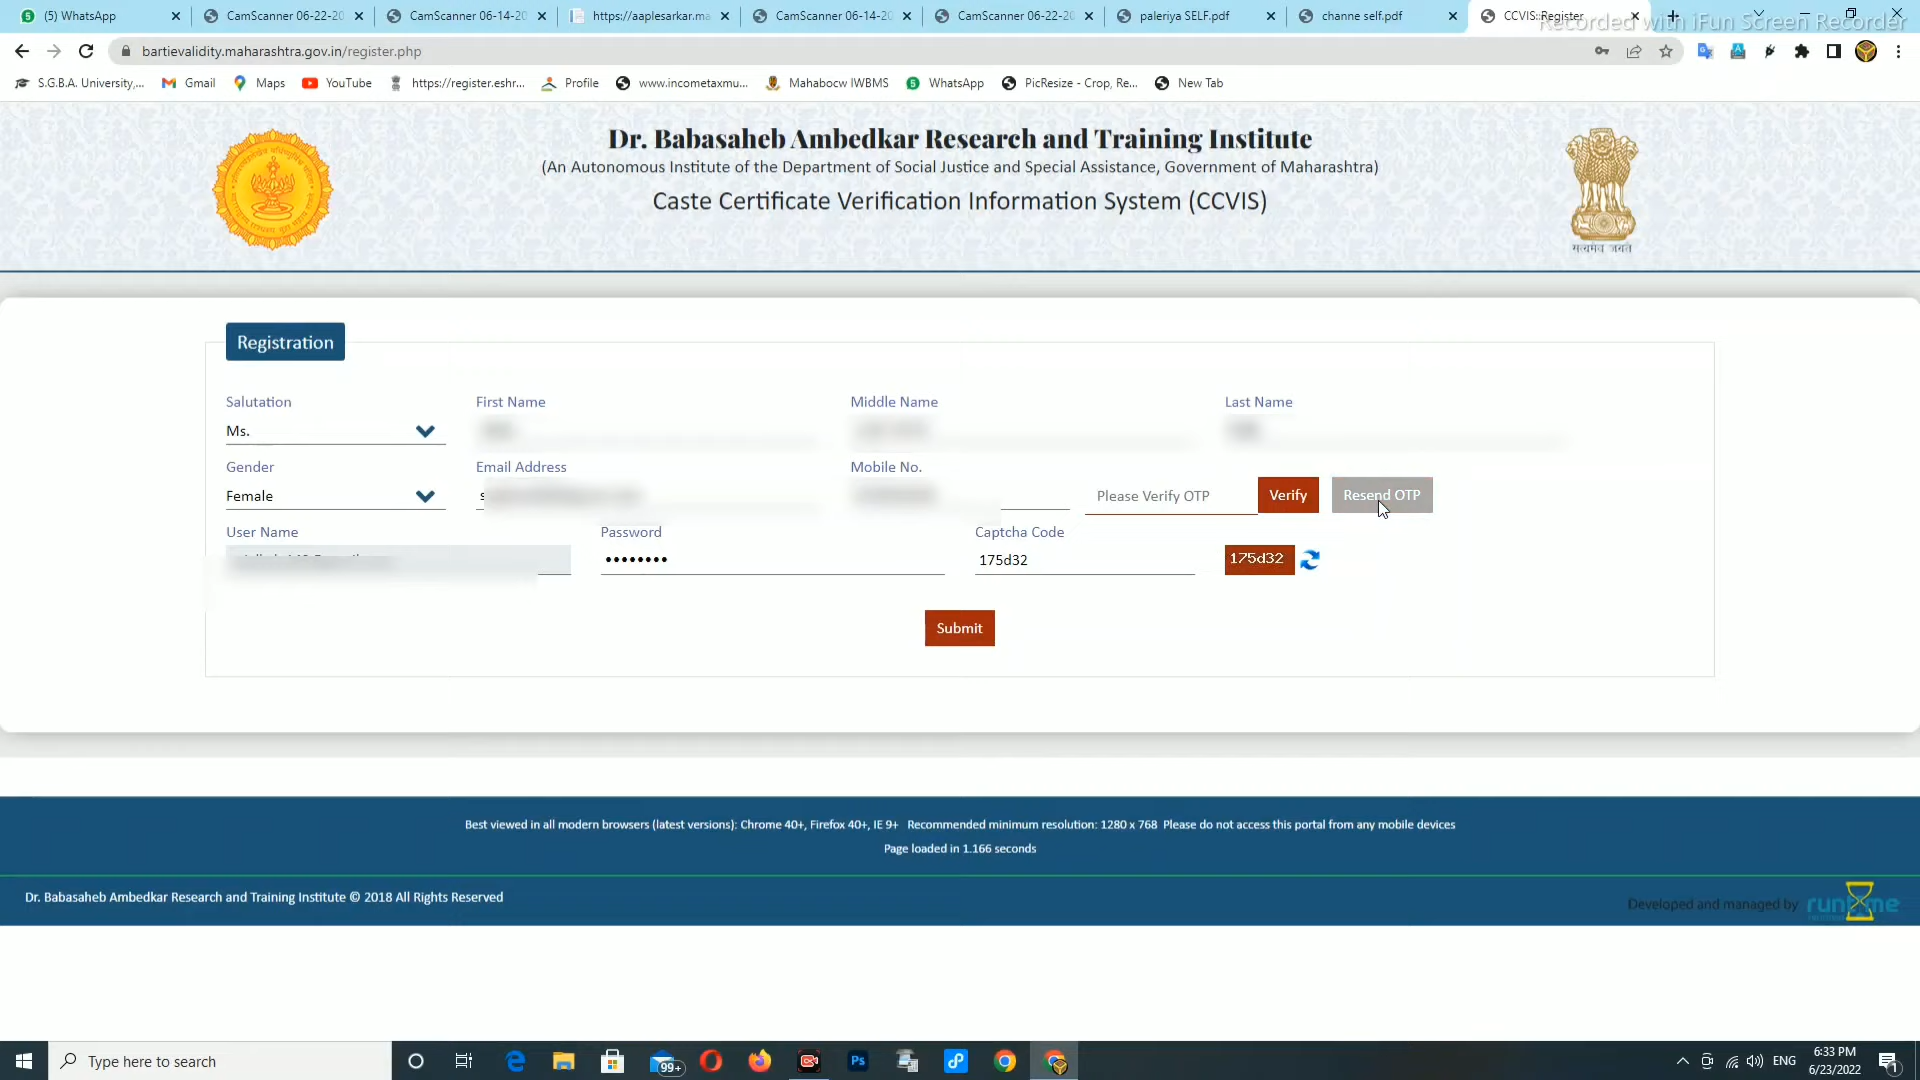 (5) WhatsApp
CamScanner 06-22-20
CamScanner 06-14-20
https://aaplesarkar.ma
CamScanner 06-14-20
CamScanner 06-22-20
paleriya SELF.pdf
channe self.pdf
CCVIS::Register
Recorded with iFun Screen Recorder
bartievalidity.maharashtra.gov.in/register.php
S.G.B.A. University,...
Gmail
Maps
YouTube
https://register.eshr...
Profile
www.incometaxmu...
Mahabocw IWBMS
WhatsApp
PicResize - Crop, Re...
New Tab
Dr. Babasaheb Ambedkar Research and Training Institute
(An Autonomous Institute of the Department of Social Justice and Special Assistance, Government of Maharashtra)
Caste Certificate Verification Information System (CCVIS)
सत्यमेव जयते
Registration
Salutation
First Name
Middle Name
Last Name
Ms.
Gender
Email Address
Mobile No.
Female
s
Please Verify OTP
Verify
Resend OTP
User Name
Password
Captcha Code
••••••••
175d32
175d32
Submit
Best viewed in all modern browsers (latest versions): Chrome 40+, Firefox 40+, IE 9+ Recommended minimum resolution: 1280 x 768 Please do not access this portal from any mobile devices
Page loaded in 1.166 seconds
Dr. Babasaheb Ambedkar Research and Training Institute © 2018 All Rights Reserved
Developed and managed by runtime
Type here to search
99+
Ps
ENG
6:33 PM
6/23/2022
1